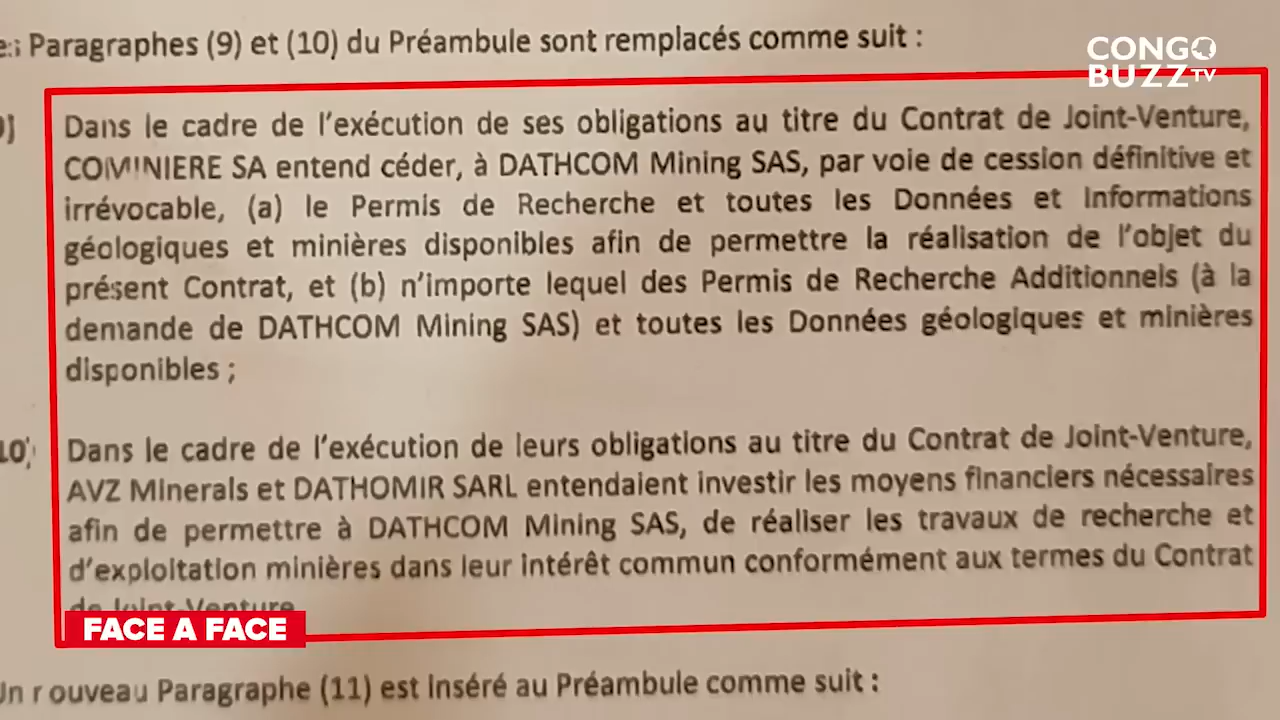 Paragraphes (9) et (10) du Préambule sont remplacés comme suit :
CONGO
BUZZ TV
Dans le cadre de l'exécution de ses obligations au titre du Contrat de Joint-Venture,
COMINIERE SA entend céder, à DATHCOM Mining SAS, par voie de cession définitive et
irrévocable, (a) le Permis de Recherche et toutes les Données et Informations
géologiques et minières disponibles afin de permettre la réalisation de l'objet du
présent Contrat, et (b) n'importe lequel des Permis de Recherche Additionnels (à la
demande de DATHCOM Mining SAS) et toutes les Données géologiques et minières
disponibles ;
10)
Dans le cadre de l'exécution de leurs obligations au titre du Contrat de Joint-Venture,
AVZ Minerals et DATHOMIR SARL entendaient investir les moyens financiers nécessaires
afin de permettre à DATHCOM Mining SAS, de réaliser les travaux de recherche et
d'exploitation minières dans leur intérêt commun conformément aux termes du Contrat
de Joint-Venture
FACE A FACE
Un nouveau Paragraphe (11) est inséré au Préambule comme suit :